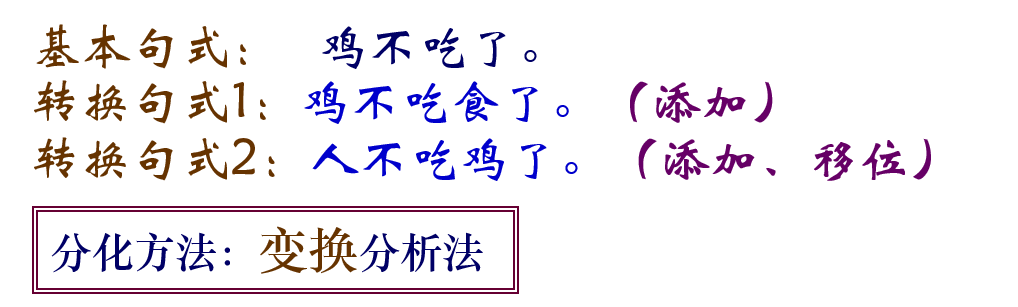 基本句式：　鸡不吃了。
转换句式1：鸡不吃食了。（添加）
转换句式2：人不吃鸡了。（添加、移位）
分化方法：变换分析法